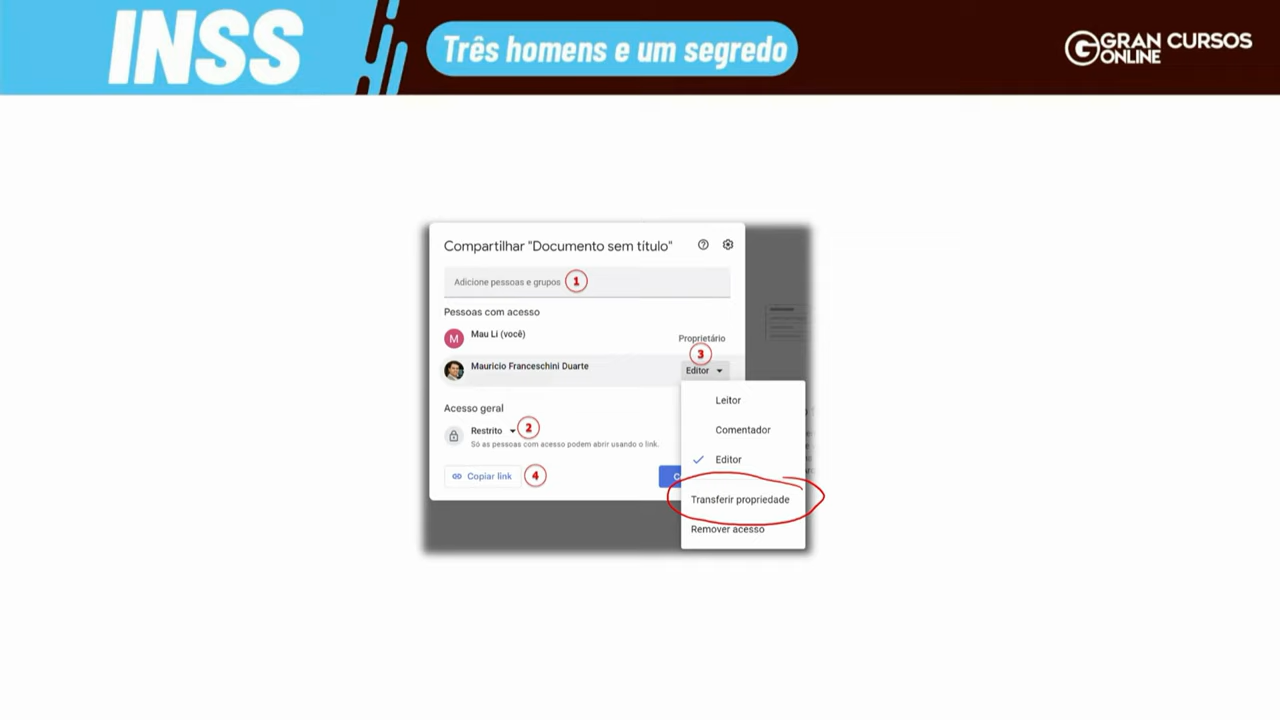 INSS
Três homens e um segredo
GRAN CURSOS
ONLINE
Compartilhar "Documento sem título"
Adicione pessoas e grupos 1
Pessoas com acesso
M Mau Li (você) Proprietário
3
Mauricio Franceschini Duarte Editor
Leitor
Acesso geral
Comentador
Restrito 2
Só as pessoas com acesso podem abrir usando o link.
Editor
Copiar link 4
Transferir propriedade
Remover acesso